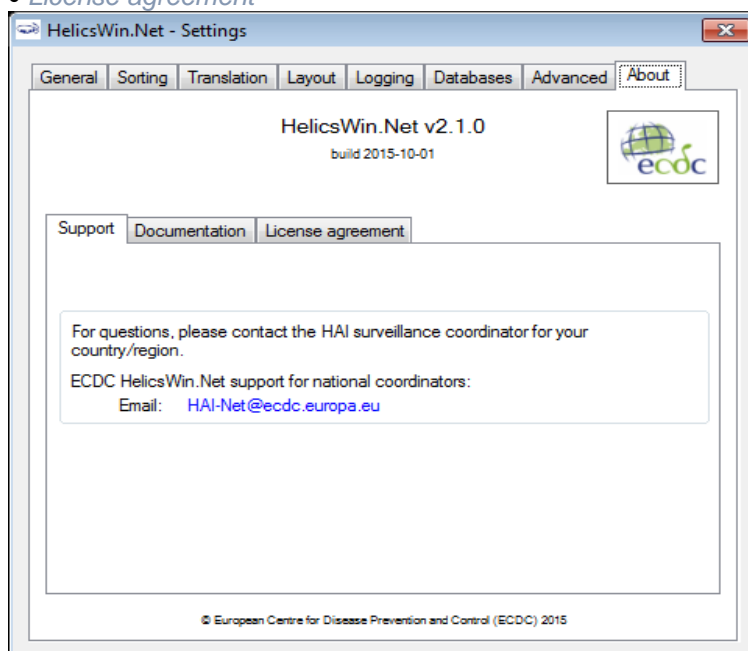 • License agreement
HelicsWin.Net - Settings
General Sorting Translation Layout Logging Databases Advanced About
HelicsWin.Net v2.1.0
build 2015-10-01
ecdc
Support Documentation License agreement
For questions, please contact the HAI surveillance coordinator for your
country/region.
ECDC HelicsWin.Net support for national coordinators:
Email: HAI-Net@ecdc.europa.eu
© European Centre for Disease Prevention and Control (ECDC) 2015